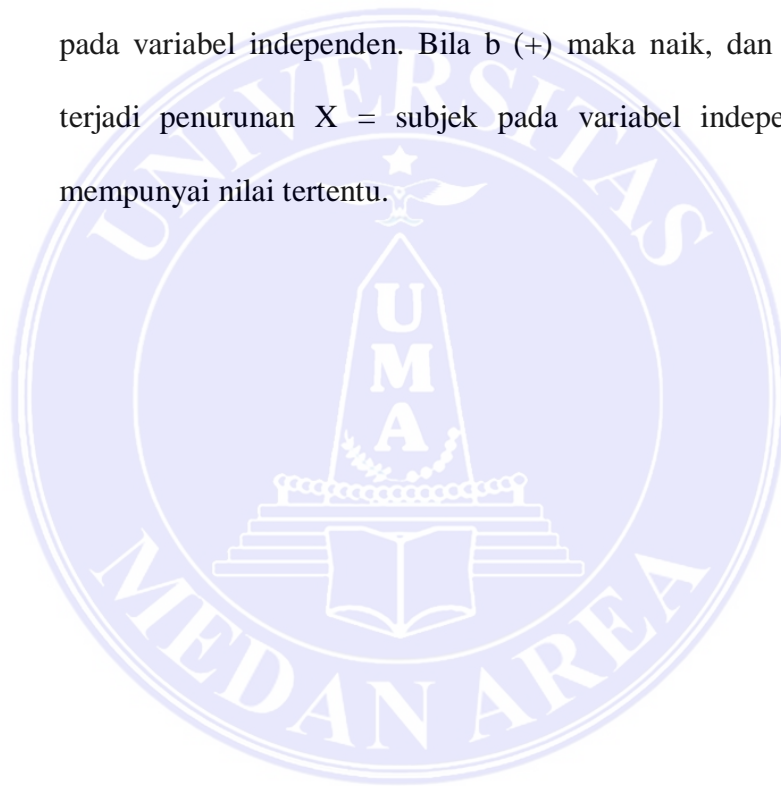 pada variabel independen. Bila b (+) maka naik, dan
terjadi penurunan X = subjek pada variabel indepe
mempunyai nilai tertentu.
UNIVERSITAS
U
M
A
MEDAN AREA